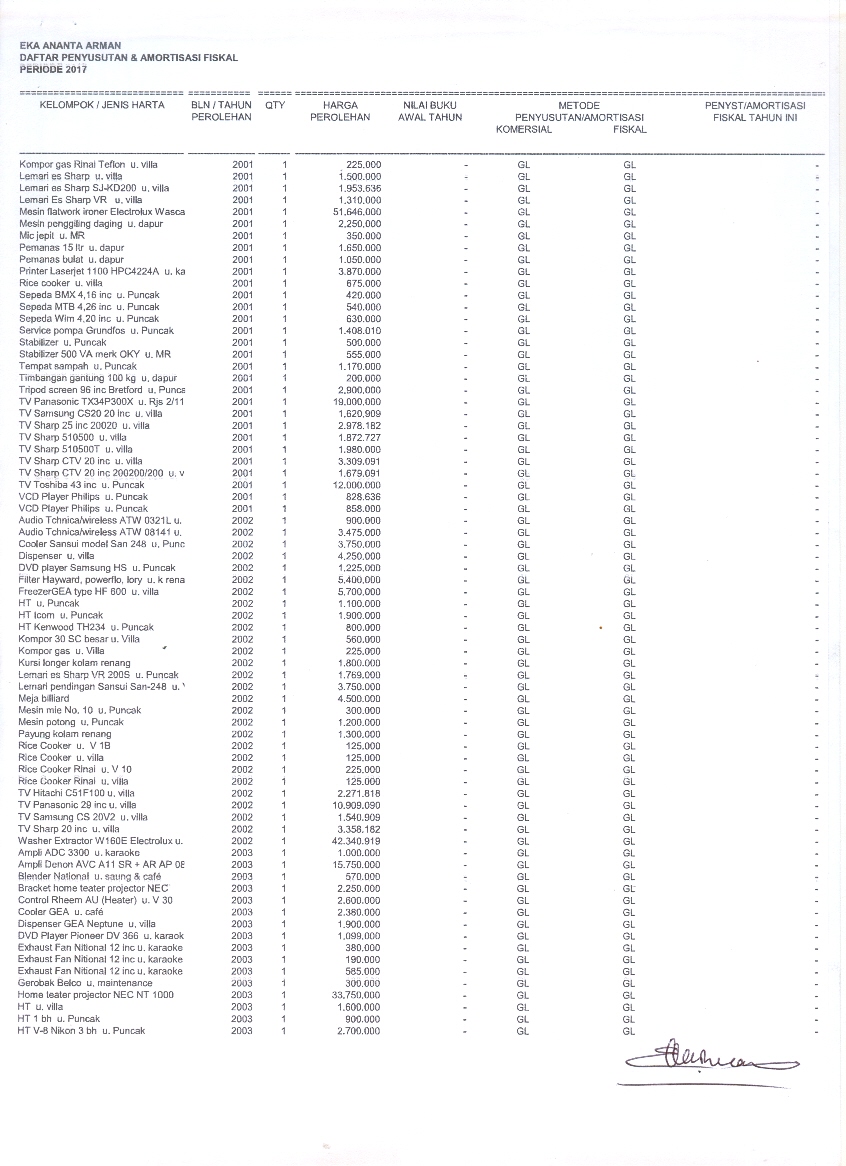 EKA ANANTA ARMAN
DAFTAR PENYUSUTAN & AMORTISASI FISKAL
PERIODE 2017
KELOMPOK / JENIS HARTA BLN / TAHUN QTY HARGA NILAI BUKU METODE PENYST/AMORTISASI
PEROLEHAN PEROLEHAN AWAL TAHUN PENYUSUTAN/AMORTISASI FISKAL TAHUN INI
KOMERSIAL FISKAL
Kompor gas Rinai Teflon u. villa 2001 1 225.000 - GL GL -
Lemari es Sharp u. villa 2001 1 1.500.000 - GL GL -
Lemari es Sharp SJ-KD200 u. villa 2001 1 1.953.636 - GL GL -
Lemari Es Sharp VR u. villa 2001 1 1.310.000 - GL GL -
Mesin flatwork ironer Electrolux Wasca 2001 1 51.646.000 - GL GL -
Mesin penggiling daging u. dapur 2001 1 2.250.000 - GL GL -
Mic jepit u. MR 2001 1 350.000 - GL GL -
Pemanas 15 ltr u. dapur 2001 1 1.650.000 - GL GL -
Pemanas bulat u. dapur 2001 1 1.050.000 - GL GL -
Printer Laserjet 1100 HPC4224A u. ka 2001 1 3.870.000 - GL GL -
Rice cooker u. villa 2001 1 675.000 - GL GL -
Sepeda BMX 4,16 inc u. Puncak 2001 1 420.000 - GL GL -
Sepeda MTB 4,26 inc u. Puncak 2001 1 540.000 - GL GL -
Sepeda Wim 4,20 inc u. Puncak 2001 1 630.000 - GL GL -
Service pompa Grundfos u. Puncak 2001 1 1.408.010 - GL GL -
Stabilizer u. Puncak 2001 1 500.000 - GL GL -
Stabilizer 500 VA merk OKY u. MR 2001 1 555.000 - GL GL -
Tempat sampah u. Puncak 2001 1 1.170.000 - GL GL -
Timbangan gantung 100 kg u. dapur 2001 1 200.000 - GL GL -
Tripod screen 96 inc Bretford u. Punca 2001 1 2.900.000 - GL GL -
TV Panasonic TX34P300X u. Rjs 2/11 2001 1 19.000.000 - GL GL -
TV Samsung CS20 20 inc u. villa 2001 1 1.620.909 - GL GL -
TV Sharp 25 inc 20020 u. villa 2001 1 2.978.182 - GL GL -
TV Sharp 510500 u. villa 2001 1 1.872.727 - GL GL -
TV Sharp 510500T u. villa 2001 1 1.980.000 - GL GL -
TV Sharp CTV 20 inc u. villa 2001 1 3.309.091 - GL GL -
TV Sharp CTV 20 inc 200200/200 u. v 2001 1 1.679.091 - GL GL -
TV Toshiba 43 inc u. Puncak 2001 1 12.000.000 - GL GL -
VCD Player Philips u. Puncak 2001 1 828.636 - GL GL -
VCD Player Philips u. Puncak 2001 1 858.000 - GL GL -
Audio Tchnica/wireless ATW 0321L u. 2002 1 900.000 - GL GL -
Audio Tchnica/wireless ATW 08141 u. 2002 1 3.475.000 - GL GL -
Cooler Sansui model San 248 u. Punc 2002 1 3.750.000 - GL GL -
Dispenser u. villa 2002 1 4.250.000 - GL GL -
DVD player Samsung HS u. Puncak 2002 1 1.225.000 - GL GL -
Filter Hayward, powerflo, lory u. k rena 2002 1 5.400.000 - GL GL -
FreezerGEA type HF 600 u. villa 2002 1 5.700.000 - GL GL -
HT u. Puncak 2002 1 1.100.000 - GL GL -
HT Icom u. Puncak 2002 1 1.900.000 - GL GL -
HT Kenwood TH234 u. Puncak 2002 1 800.000 - GL GL -
Kompor 30 SC besar u. Villa 2002 1 560.000 - GL GL -
Kompor gas u. Villa 2002 1 225.000 - GL GL -
Kursi longer kolam renang 2002 1 1.800.000 - GL GL -
Lemari es Sharp VR 200S u. Puncak 2002 1 1.769.000 - GL GL -
Lemari pendingan Sansui San-248 u. 2002 1 3.750.000 - GL GL -
Meja billiard 2002 1 4.500.000 - GL GL -
Mesin mie No. 10 u. Puncak 2002 1 300.000 - GL GL -
Mesin potong u. Puncak 2002 1 1.200.000 - GL GL -
Payung kolam renang 2002 1 1.300.000 - GL GL -
Rice Cooker u. V 1B 2002 1 125.000 - GL GL -
Rice Cooker u. villa 2002 1 125.000 - GL GL -
Rice Cooker Rinai u. V 10 2002 1 225.000 - GL GL -
Rice Cooker Rinai u. villa 2002 1 125.000 - GL GL -
TV Hitachi C51F100 u. villa 2002 1 2.271.818 - GL GL -
TV Panasonic 29 inc u. villa 2002 1 10.909.090 - GL GL -
TV Samsung CS 20V2 u. villa 2002 1 1.540.909 - GL GL -
TV Sharp 20 inc u. villa 2002 1 3.358.182 - GL GL -
Washer Extractor W160E Electrolux u. 2002 1 42.340.919 - GL GL -
Ampli ADC 3300 u. karaoke 2003 1 1.000.000 - GL GL -
Ampli Denon AVC A11 SR + AR AP 08 2003 1 15.750.000 - GL GL -
Blender National u. saung & café 2003 1 570.000 - GL GL -
Bracket home teater projector NEC 2003 1 2.250.000 - GL GL -
Control Rheem AU (Heater) u. V 30 2003 1 2.600.000 - GL GL -
Cooler GEA u. café 2003 1 2.380.000 - GL GL -
Dispenser GEA Neptune u. villa 2003 1 1.900.000 - GL GL -
DVD Player Pioneer DV 366 u. karaok 2003 1 1.099.000 - GL GL -
Exhaust Fan Nitional 12 inc u. karaoke 2003 1 380.000 - GL GL -
Exhaust Fan Nitional 12 inc u. karaoke 2003 1 190.000 - GL GL -
Exhaust Fan Nitional 12 inc u. karaoke 2003 1 585.000 - GL GL -
Gerobak Belco u. maintenance 2003 1 300.000 - GL GL -
Home teater projector NEC NT 1000 2003 1 33.750.000 - GL GL -
HT u. villa 2003 1 1.600.000 - GL GL -
HT 1 bh u. Puncak 2003 1 900.000 - GL GL -
HT V-8 Nikon 3 bh u. Puncak 2003 1 2.700.000 - GL GL -